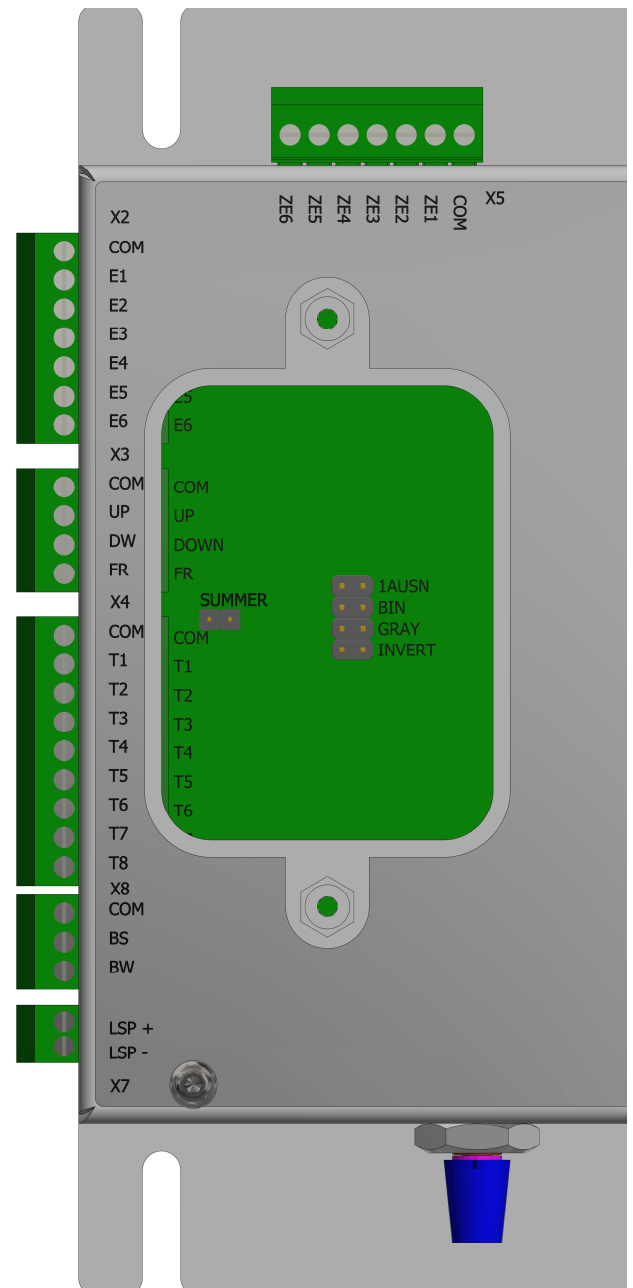 ZE6
ZE5
ZE4
ZE3
ZE2
ZE1
COM
X5
X2
COM
E1
E2
E3
E4
E5
E6
X3
COM
UP
DW
FR
X4
COM
T1
T2
T3
T4
T5
T6
T7
T8
X8
COM
BS
BW
LSP +
LSP -
X7
E5
E6
COM
UP
DOWN
FR
SUMMER
COM
T1
T2
T3
T4
T5
T6
1AUSN
BIN
GRAY
INVERT